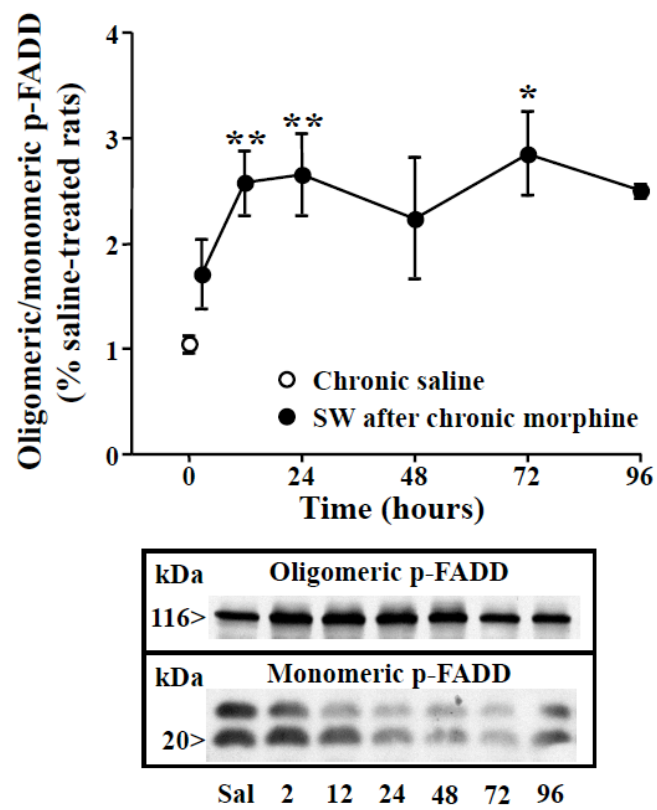 Oligomeric/monomeric p-FADD
(% saline-treated rats)
4
3
2
1
0
**
**
*
Chronic saline
SW after chronic morphine
0 24 48 72 96
Time (hours)
kDa Oligomeric p-FADD
116>
kDa Monomeric p-FADD
20>
Sal 2 12 24 48 72 96